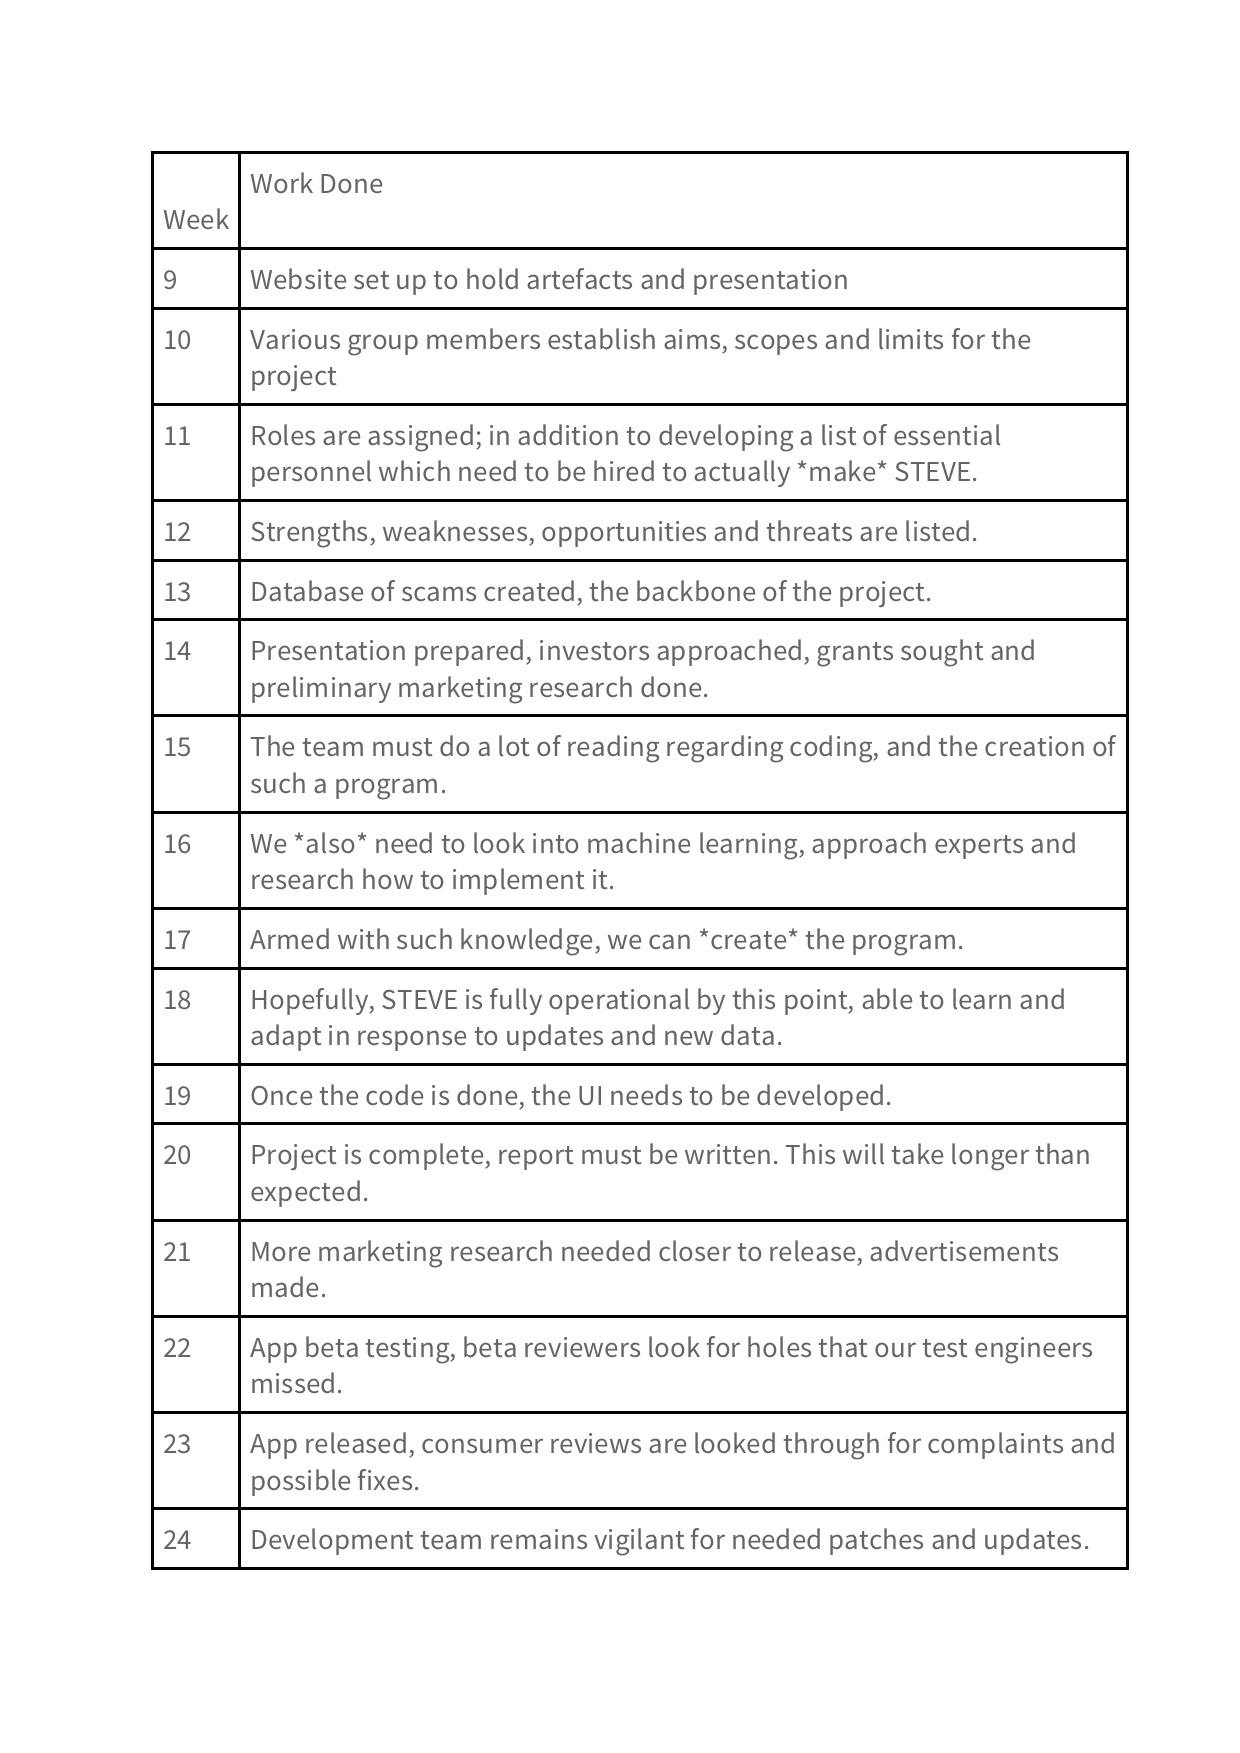 Work Done
Week
9 Website set up to hold artefacts and presentation
10 Various group members establish aims, scopes and limits for the
project
11 Roles are assigned; in addition to developing a list of essential
personnel which need to be hired to actually *make* STEVE.
12 Strengths, weaknesses, opportunities and threats are listed.
13 Database of scams created, the backbone of the project.
14 Presentation prepared, investors approached, grants sought and
preliminary marketing research done.
15 The team must do a lot of reading regarding coding, and the creation of
such a program.
16 We *also* need to look into machine learning, approach experts and
research how to implement it.
17 Armed with such knowledge, we can *create* the program.
18 Hopefully, STEVE is fully operational by this point, able to learn and
adapt in response to updates and new data.
19 Once the code is done, the UI needs to be developed.
20 Project is complete, report must be written. This will take longer than
expected.
21 More marketing research needed closer to release, advertisements
made.
22 App beta testing, beta reviewers look for holes that our test engineers
missed.
23 App released, consumer reviews are looked through for complaints and
possible fixes.
24 Development team remains vigilant for needed patches and updates.